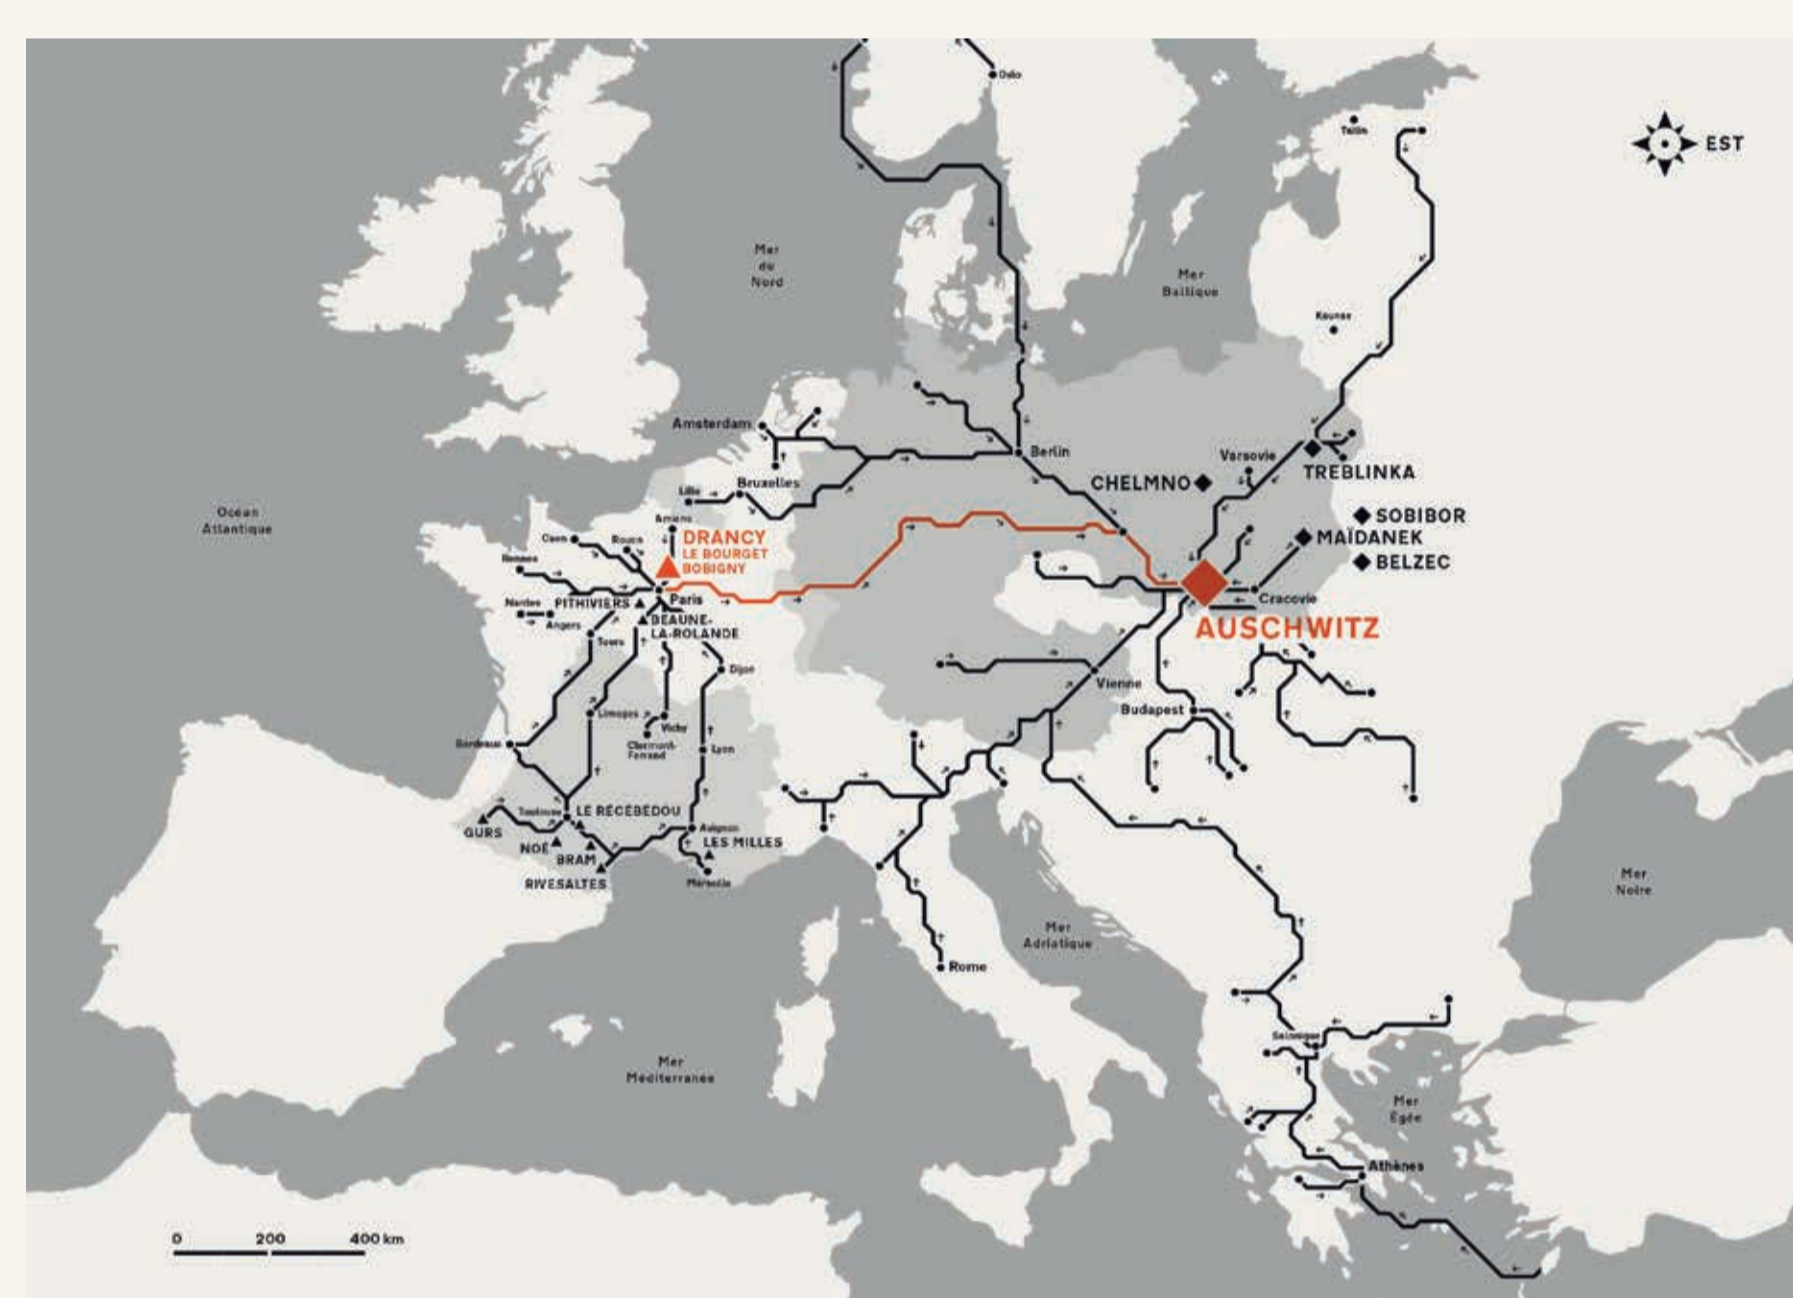 Oslo
Tallin
EST
Mer
du
Nord
Mer
Baltique
Kaunas
Amsterdam
Berlin
Varsovie
TREBLINKA
CHELMNO
Bruxelles
Lille
SOBIBOR
MAÏDANEK
BELZEC
Océan
Atlantique
Amiens
DRANCY
LE BOURGET
BOBIGNY
Caen
Rouen
Rennes
Paris
Cracovie
AUSCHWITZ
Nantes
PITHIVIERS
Angers
BEAUNE-
LA-ROLANDE
Tours
Dijon
Vienne
Budapest
Limoges
Vichy
Clermont-
Ferrand
Lyon
Bordeaux
Toulouse
LE RÉCÉBÉDOU
GURS
NOÉ
BRAM
RIVESALTES
Avignon
LES MILLES
Marseille
Mer
Noire
Mer
Adriatique
Rome
Salonique
Mer
Méditerranée
Mer
Egée
Athènes
0 200 400 km